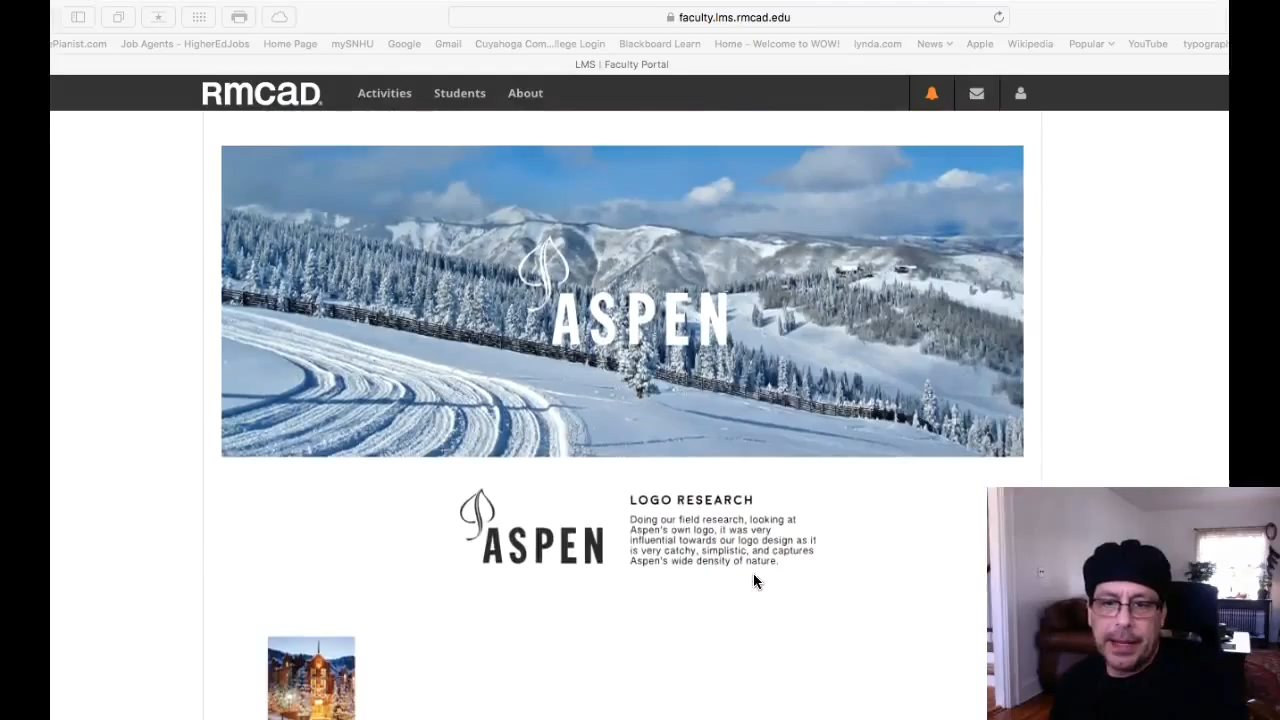 faculty.lms.rmcad.edu
ePianist.com Job Agents - HigherEdJobs Home Page mySNHU Google Gmail Cuyahoga Com...llege Login Blackboard Learn Home - Welcome to WOW! lynda.com News Apple Wikipedia Popular YouTube typograp
LMS | Faculty Portal
RMCAD. Activities Students About
ASPEN
ASPEN
LOGO RESEARCH
Doing our field research, looking at
Aspen's own logo, it was very
influential towards our logo design as it
is very catchy, simplistic, and captures
Aspen's wide density of nature.